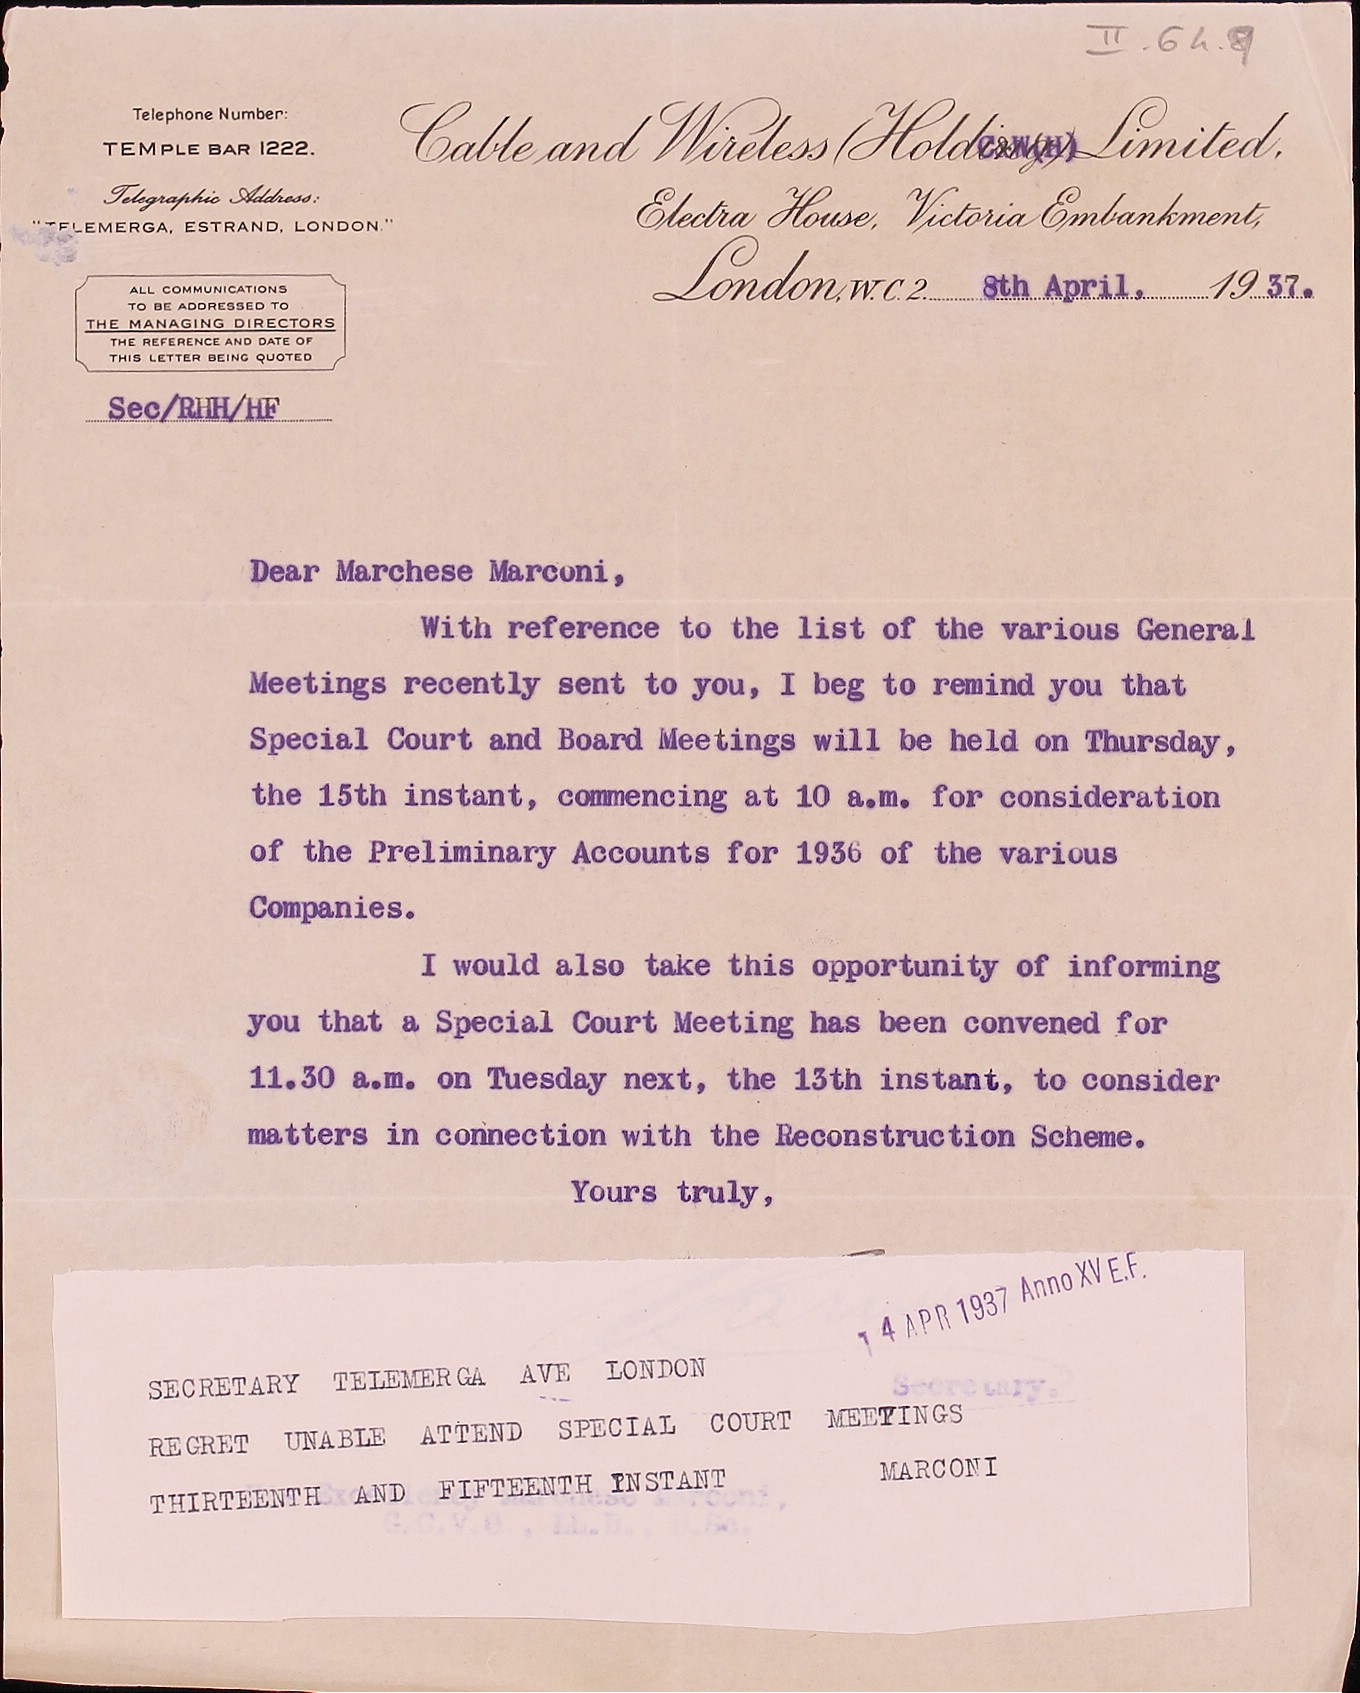 II.64.9
Telephone Number:
TEMPLE BAR 1222.
Telegraphic Address:
"TELEMERGA, ESTRAND, LONDON."
Cable and Wireless (Holding) Limited.
C.&W(H)
Electra House, Victoria Embankment,
London, W.C.2. 8th April, 1937.
ALL COMMUNICATIONS
TO BE ADDRESSED TO
THE MANAGING DIRECTORS
THE REFERENCE AND DATE OF
THIS LETTER BEING QUOTED
Sec/RHH/HF
Dear Marchese Marconi,
With reference to the list of the various General
Meetings recently sent to you, I beg to remind you that
Special Court and Board Meetings will be held on Thursday,
the 15th instant, commencing at 10 a.m. for consideration
of the Preliminary Accounts for 1936 of the various
Companies.
I would also take this opportunity of informing
you that a Special Court Meeting has been convened for
11.30 a.m. on Tuesday next, the 13th instant, to consider
matters in connection with the Reconstruction Scheme.
Yours truly,
14 APR 1937 Anno XV E.F.
SECRETARY TELEMERGA AVE LONDON
Secretary.
REGRET UNABLE ATTEND SPECIAL COURT MEETINGS
THIRTEENTH AND FIFTEENTH INSTANT MARCONI
Marchese Marconi,
G.C.V.O., LL.D., D.Sc.